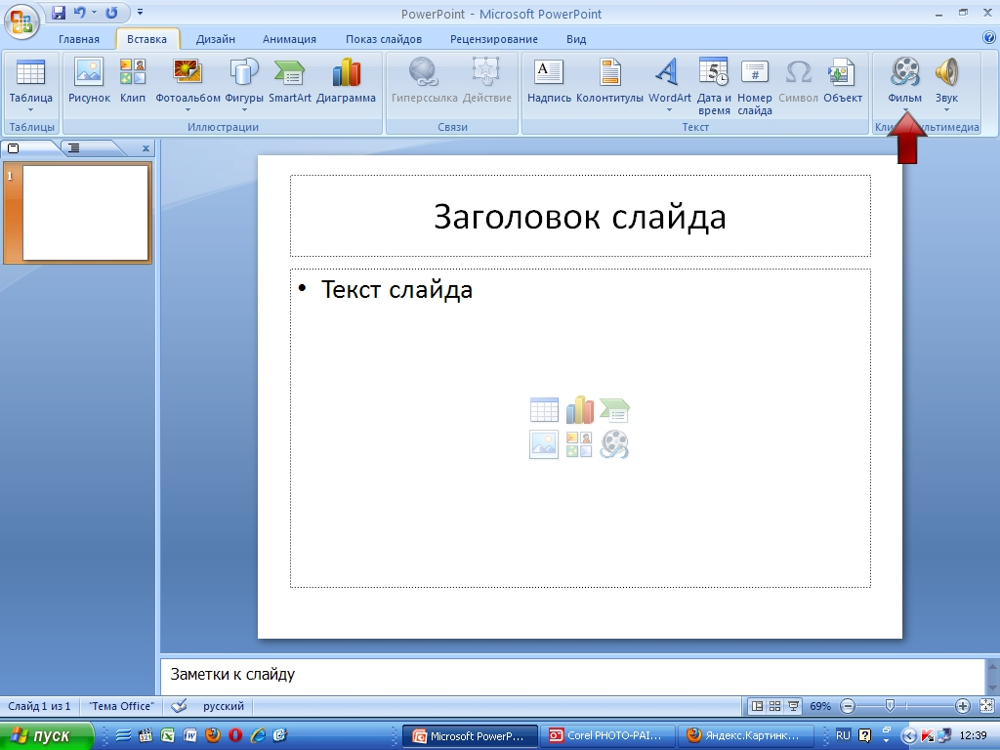 PowerPoint - Microsoft PowerPoint
Главная Вставка Дизайн Анимация Показ слайдов Рецензирование Вид
Таблица Рисунок Клип Фотоальбом Фигуры SmartArt Диаграмма Гиперссылка Действие Надпись Колонтитулы WordArt Дата и время Номер слайда Символ Объект Фильм Звук
Таблицы Иллюстрации Связи Текст
1
Заголовок слайда
• Текст слайда
Заметки к слайду
Слайд 1 из 1 "Тема Office" русский 69%
пуск Microsoft PowerP... Corel PHOTO-PAI... Яндекс.Картинк... RU 12:39